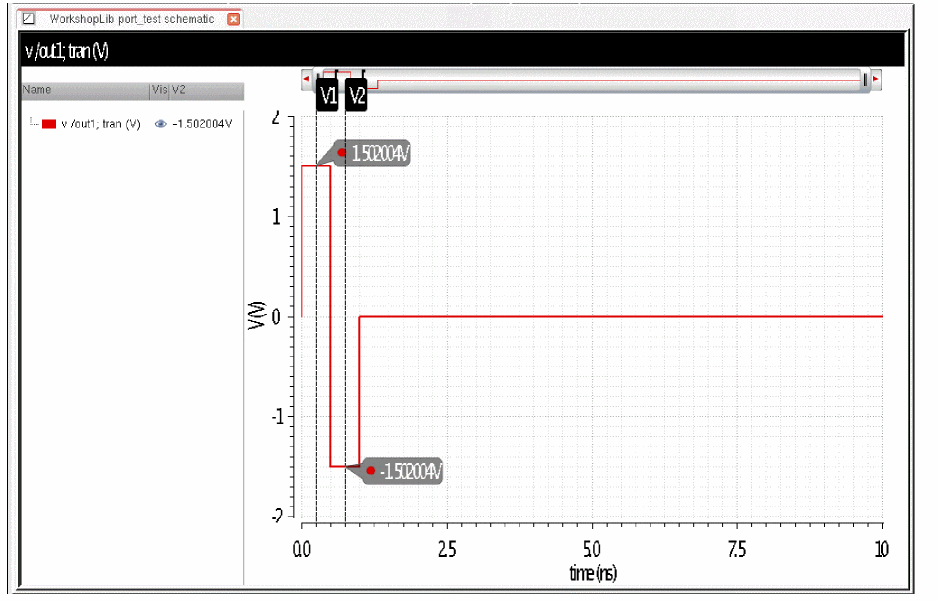 WorkshopLib port_test schematic
v /out1; tran (V)
Name Vis V2
v /out1; tran (V) -1.502004V
V1 V2
2
1.502004V
1
V(V)
0
-1
-1.502004V
-2
0.0 2.5 5.0 7.5 10
time (ns)